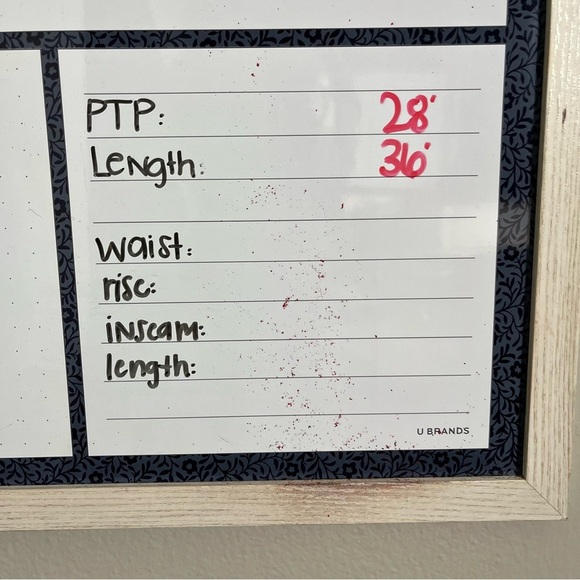 PTP: 28'
Length: 36'
waist:
rise:
inseam:
length:
U BRANDS